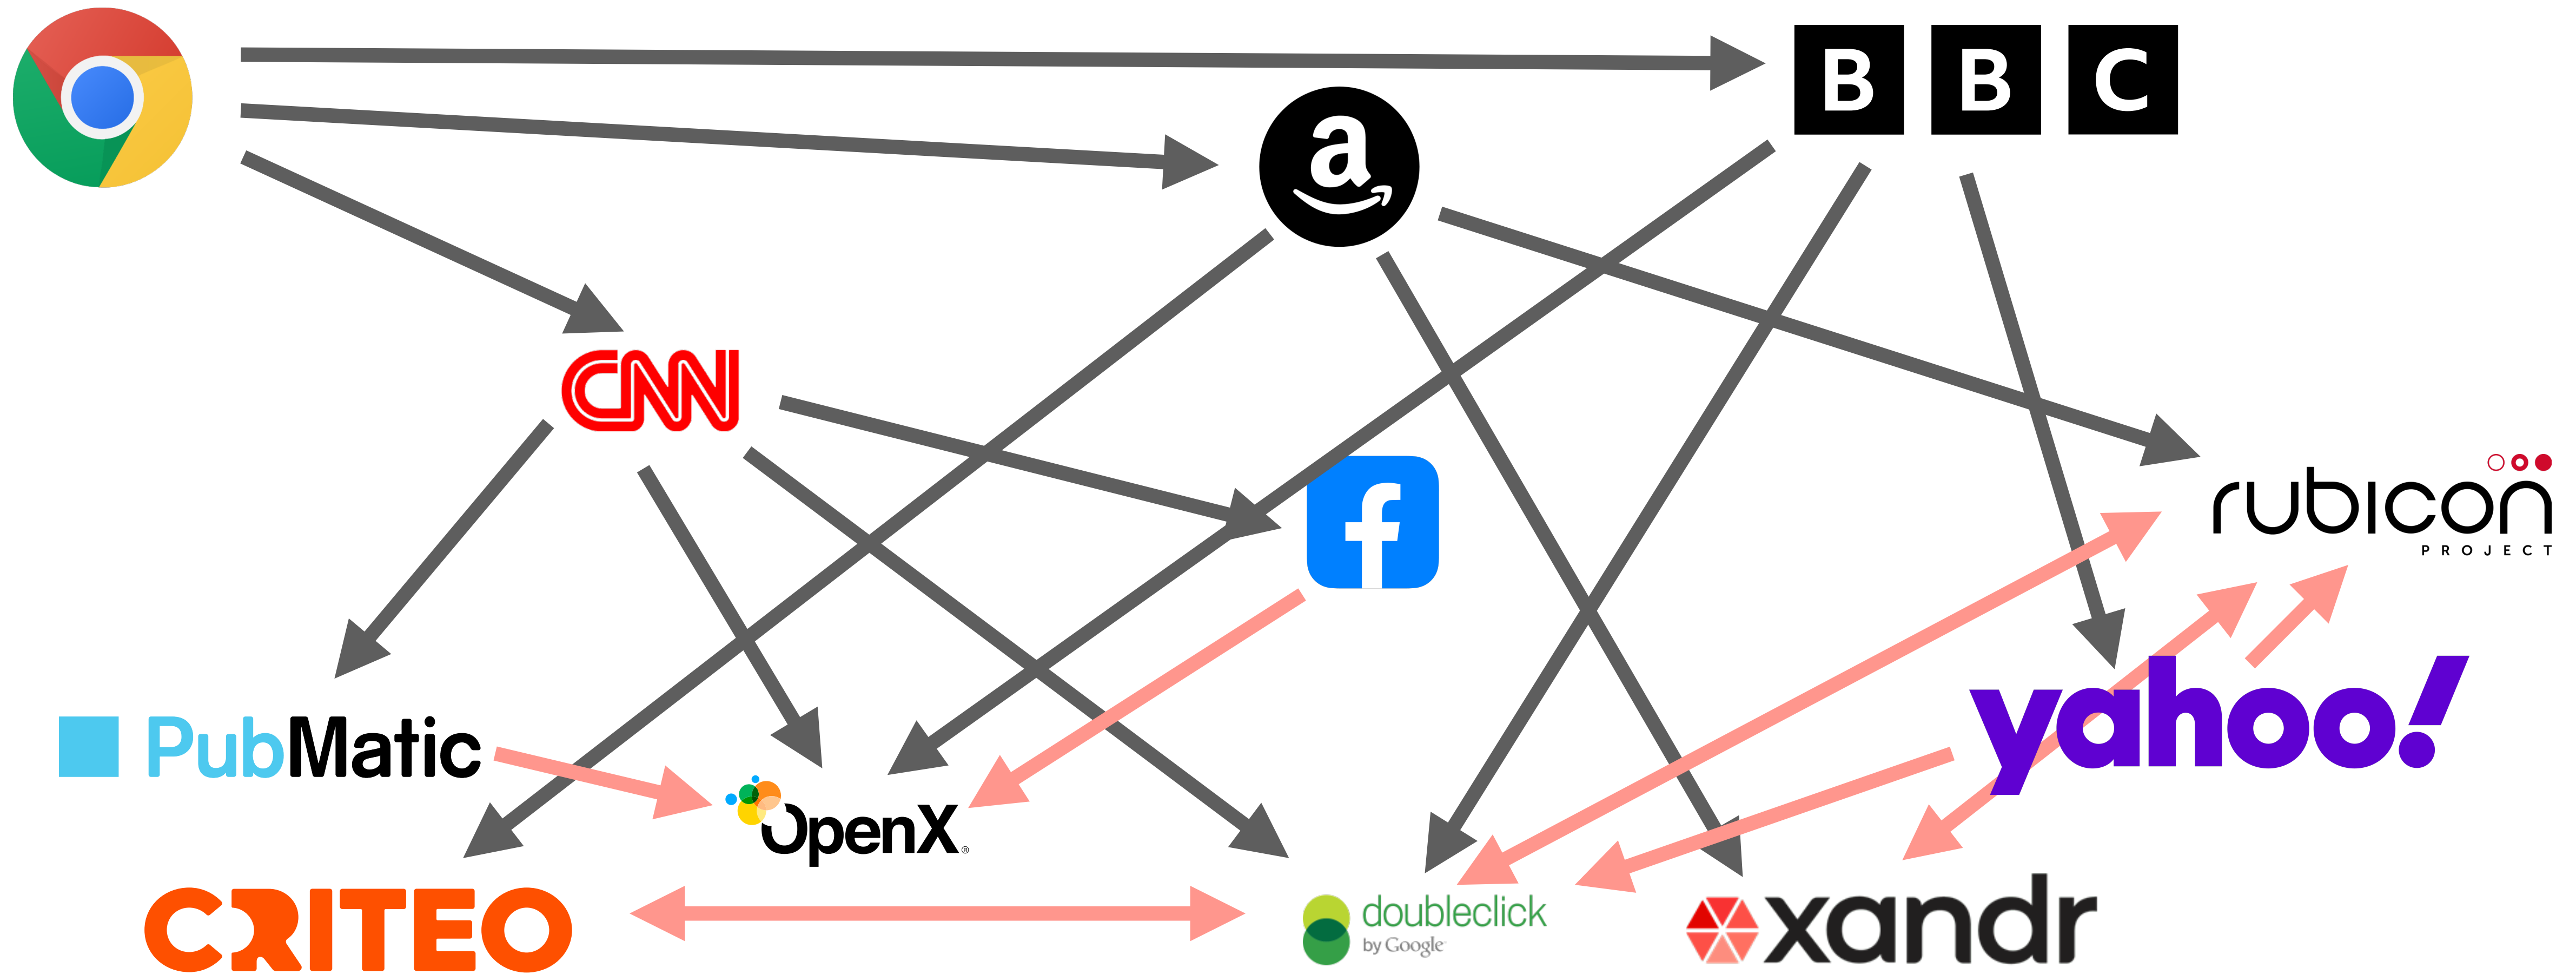 B B C
a
CNN
f
rubicon
PROJECT
PubMatic
yahoo!
OpenX®
CRITEO
doubleclick
by Google
xandr